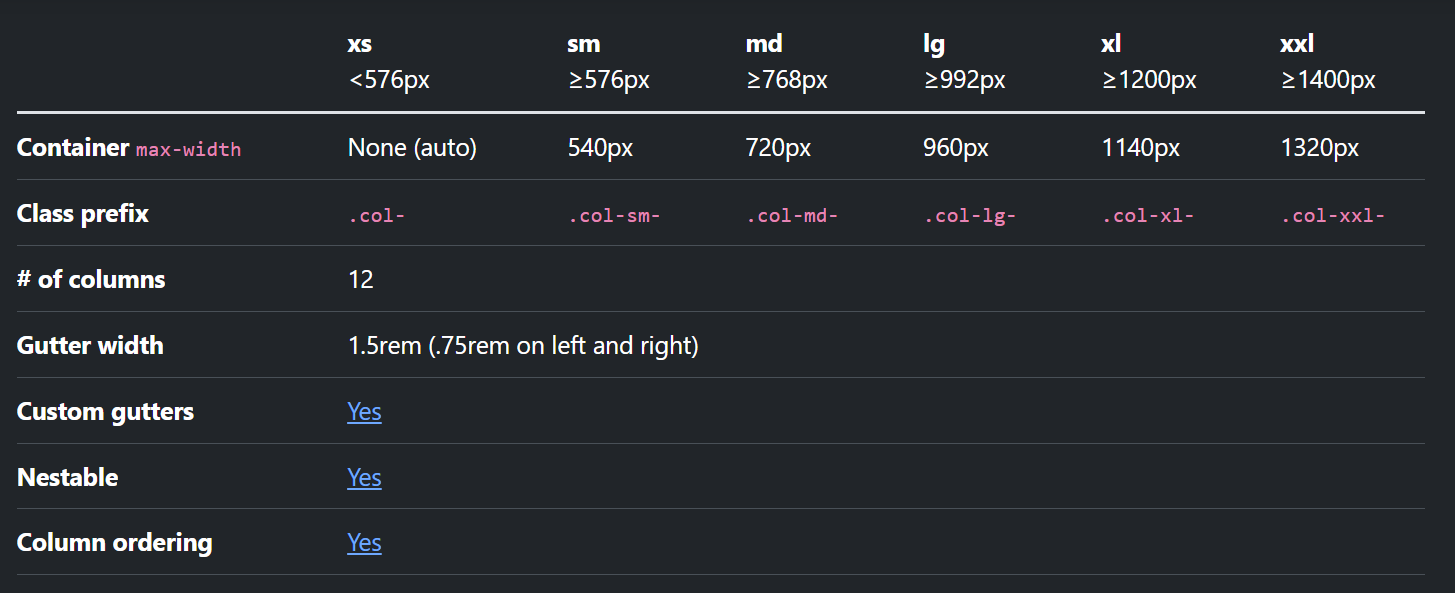 xs sm md lg xl xxl
<576px ≥576px ≥768px ≥992px ≥1200px ≥1400px
Container max-width None (auto) 540px 720px 960px 1140px 1320px
Class prefix .col- .col-sm- .col-md- .col-lg- .col-xl- .col-xxl-
# of columns 12
Gutter width 1.5rem (.75rem on left and right)
Custom gutters Yes
Nestable Yes
Column ordering Yes